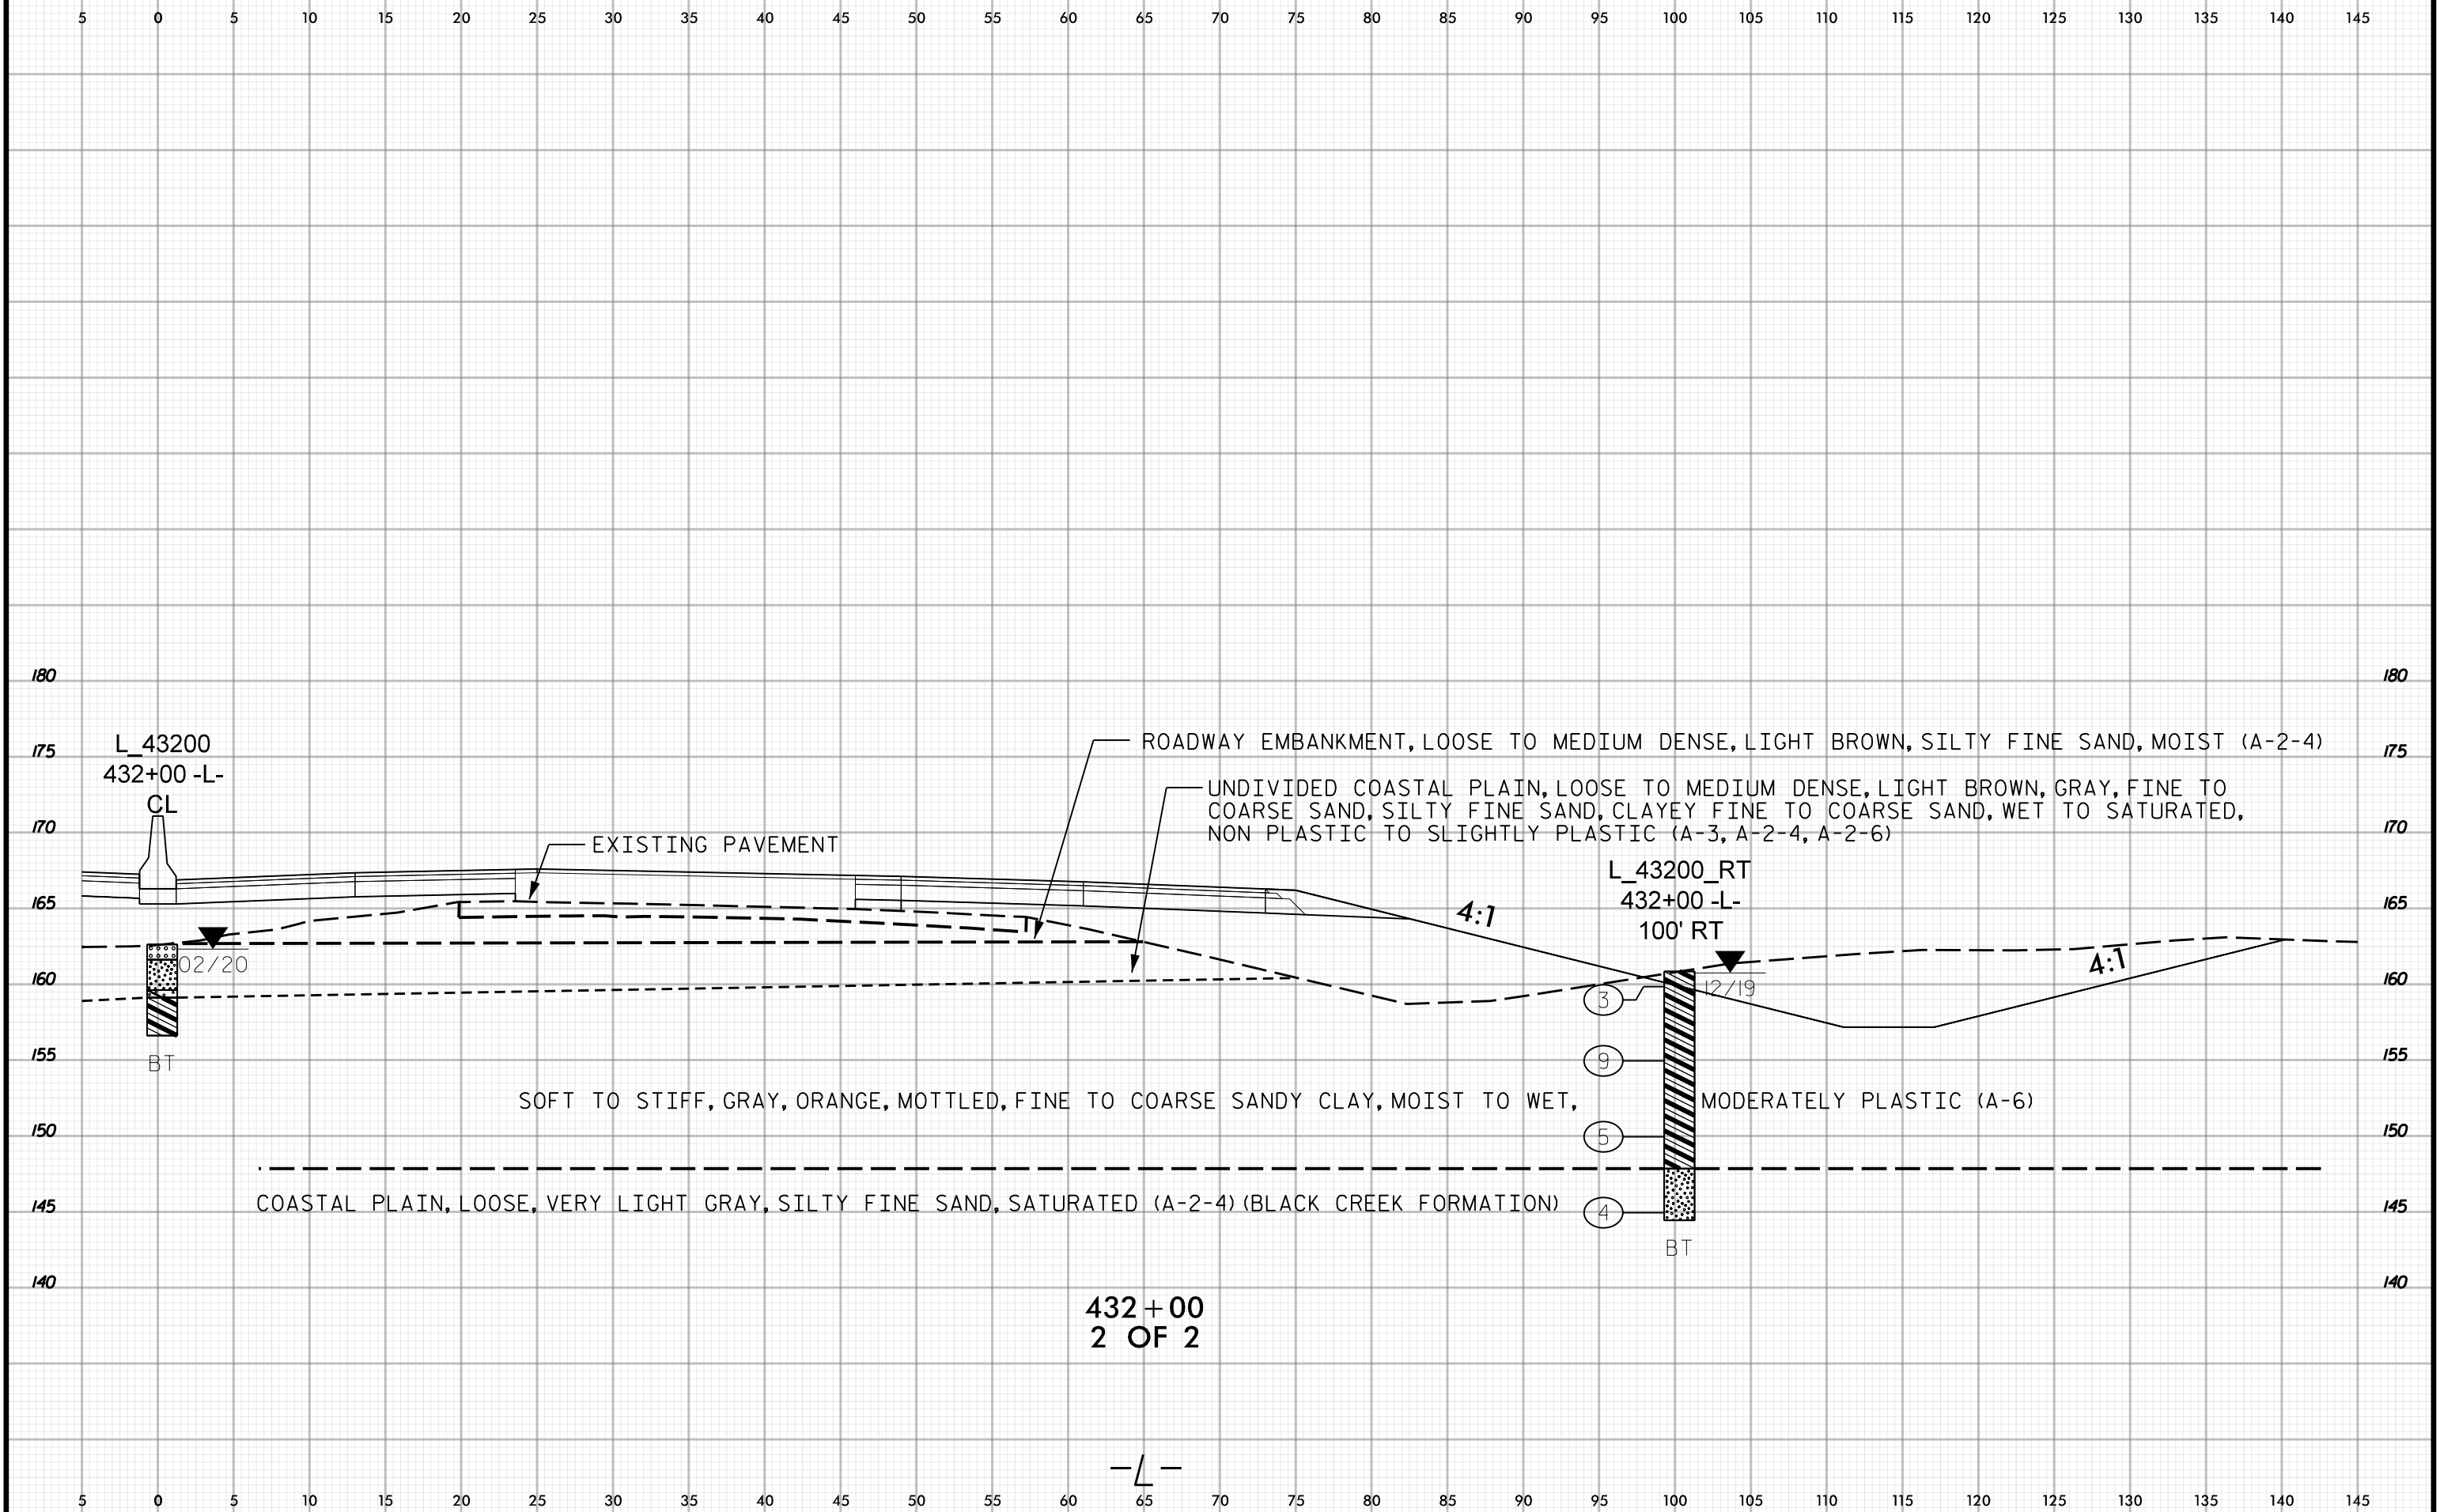 5 0 5 10 15 20 25 30 35 40 45 50 55 60 65 70 75 80 85 90 95 100 105 110 115 120 125 130 135 140 145
180 180
ROADWAY EMBANKMENT, LOOSE TO MEDIUM DENSE, LIGHT BROWN, SILTY FINE SAND, MOIST (A-2-4)
L_43200
432+00 -L-
CL
175 175
UNDIVIDED COASTAL PLAIN, LOOSE TO MEDIUM DENSE, LIGHT BROWN, GRAY, FINE TO
COARSE SAND, SILTY FINE SAND, CLAYEY FINE TO COARSE SAND, WET TO SATURATED,
NON PLASTIC TO SLIGHTLY PLASTIC (A-3, A-2-4, A-2-6)
170 170
EXISTING PAVEMENT
L_43200_RT
432+00 -L-
100' RT
165 165
4:1
02/20
4:1
160 160
12/19
3
155 155
9
BT
SOFT TO STIFF, GRAY, ORANGE, MOTTLED, FINE TO COARSE SANDY CLAY, MOIST TO WET, MODERATELY PLASTIC (A-6)
150 150
5
COASTAL PLAIN, LOOSE, VERY LIGHT GRAY, SILTY FINE SAND, SATURATED (A-2-4) (BLACK CREEK FORMATION)
145 145
4
BT
140 140
432+00
2 OF 2
-L-
5 0 5 10 15 20 25 30 35 40 45 50 55 60 65 70 75 80 85 90 95 100 105 110 115 120 125 130 135 140 145